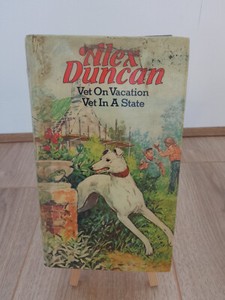 Alex
Duncan
Vet On Vacation
Vet In A State